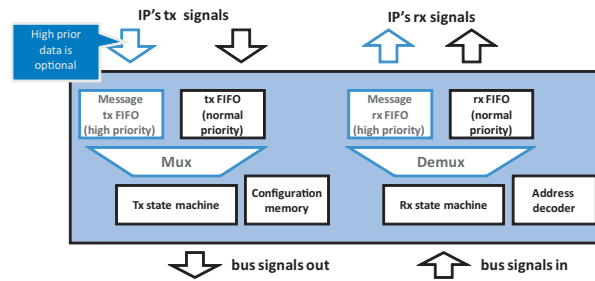 IP's tx signals
IP's rx signals
High prior
data is
optional
Message
tx FIFO
(high priority)
tx FIFO
(normal
priority)
Message
rx FIFO
(high priority)
rx FIFO
(normal
priority)
Mux
Demux
Tx state machine
Configuration
memory
Rx state machine
Address
decoder
bus signals out
bus signals in